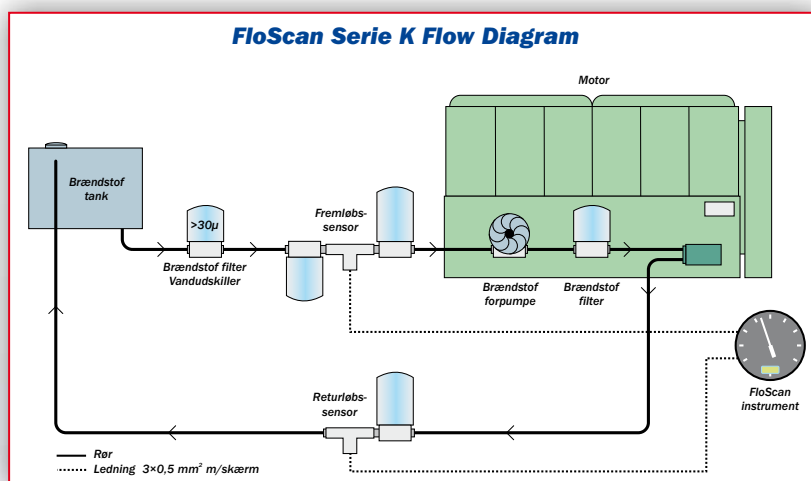 FloScan Serie K Flow Diagram
Motor
Brændstof
tank
>30μ
Fremløbs-
sensor
Brændstof filter
Vandudskiller
Brændstof
forpumpe
Brændstof
filter
FloScan
instrument
Returløbs-
sensor
Rør
Ledning 3×0,5 mm² m/skærm